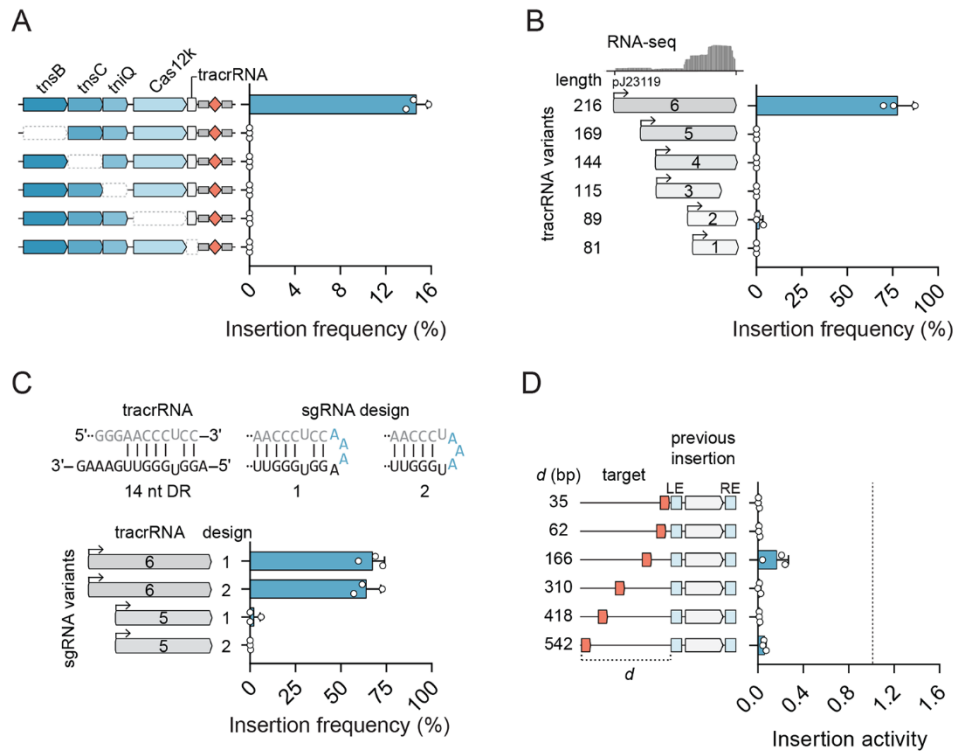 A
tnsB
tnsC
tniQ
Cas12k
tracrRNA
0
4
8
12
16
Insertion frequency (%)
B
RNA-seq
length
pJ23119
tracrRNA variants
216
6
169
5
144
4
115
3
89
2
81
1
0
25
50
75
100
Insertion frequency (%)
C
tracrRNA
sgRNA design
5'··GGGAACCCUCC–3'
3'–GAAAGUUGGGUGGA–5'
14 nt DR
··AACCCUCCA
A
A
··UUGGGUGGAA
1
··AACCCUA
A
A
··UUGGGUA
2
tracrRNA
design
sgRNA variants
6
1
6
2
5
1
5
2
0
25
50
75
100
Insertion frequency (%)
D
previous
insertion
d (bp)
target
LE
RE
35
62
166
310
418
542
d
0.0
0.4
0.8
1.2
1.6
Insertion activity